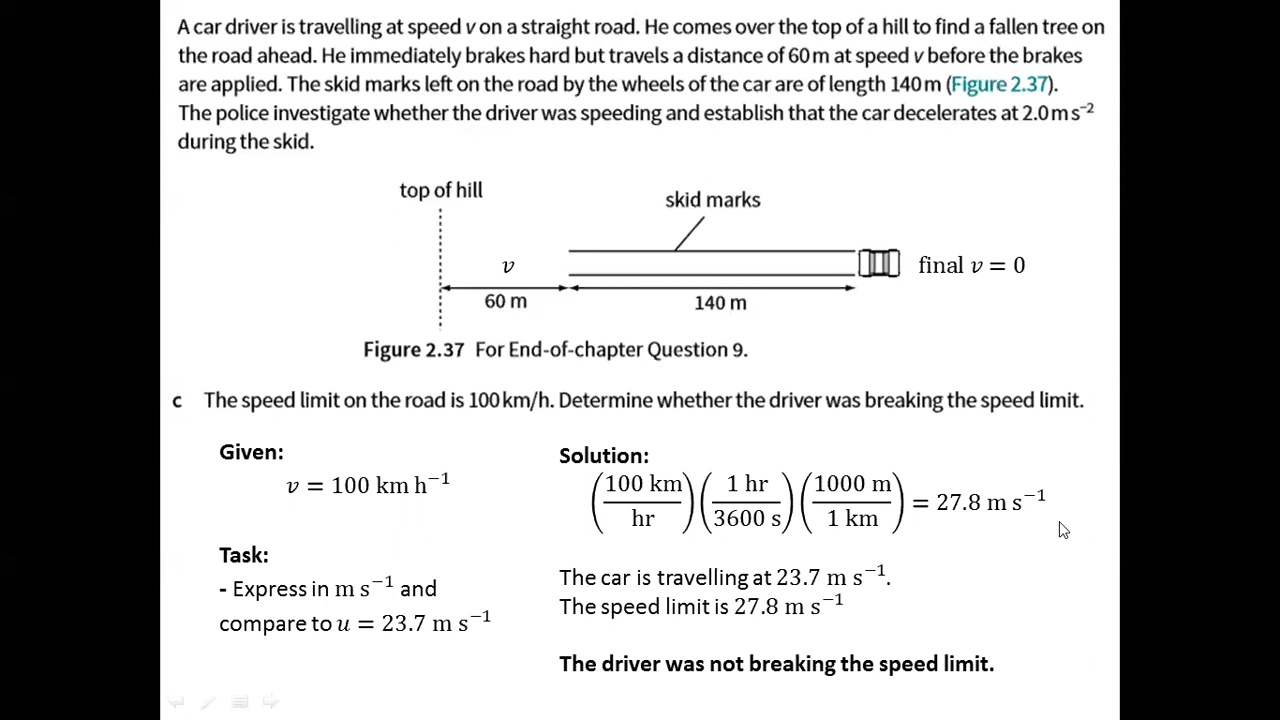 A car driver is travelling at speed v on a straight road. He comes over the top of a hill to find a fallen tree on
the road ahead. He immediately brakes hard but travels a distance of 60 m at speed v before the brakes
are applied. The skid marks left on the road by the wheels of the car are of length 140 m (Figure 2.37).
The police investigate whether the driver was speeding and establish that the car decelerates at 2.0 m s⁻²
during the skid.
top of hill
skid marks
v
final v = 0
60 m
140 m
Figure 2.37 For End-of-chapter Question 9.
c The speed limit on the road is 100 km/h. Determine whether the driver was breaking the speed limit.
Given:
v = 100 km h⁻¹
Task:
- Express in m s⁻¹ and
compare to u = 23.7 m s⁻¹
Solution:
(100 km / hr) (1 hr / 3600 s) (1000 m / 1 km) = 27.8 m s⁻¹
The car is travelling at 23.7 m s⁻¹.
The speed limit is 27.8 m s⁻¹
The driver was not breaking the speed limit.